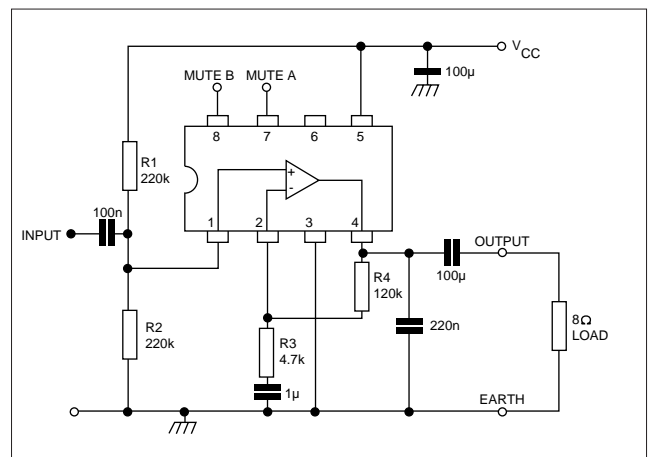 VCC
100µ
MUTE B MUTE A
8 7 6 5
R1
220k
+
-
100n
INPUT
1 2 3 4
OUTPUT
100µ
R4
120k
R2
220k
R3
4.7k
220n
8Ω
LOAD
1µ
EARTH